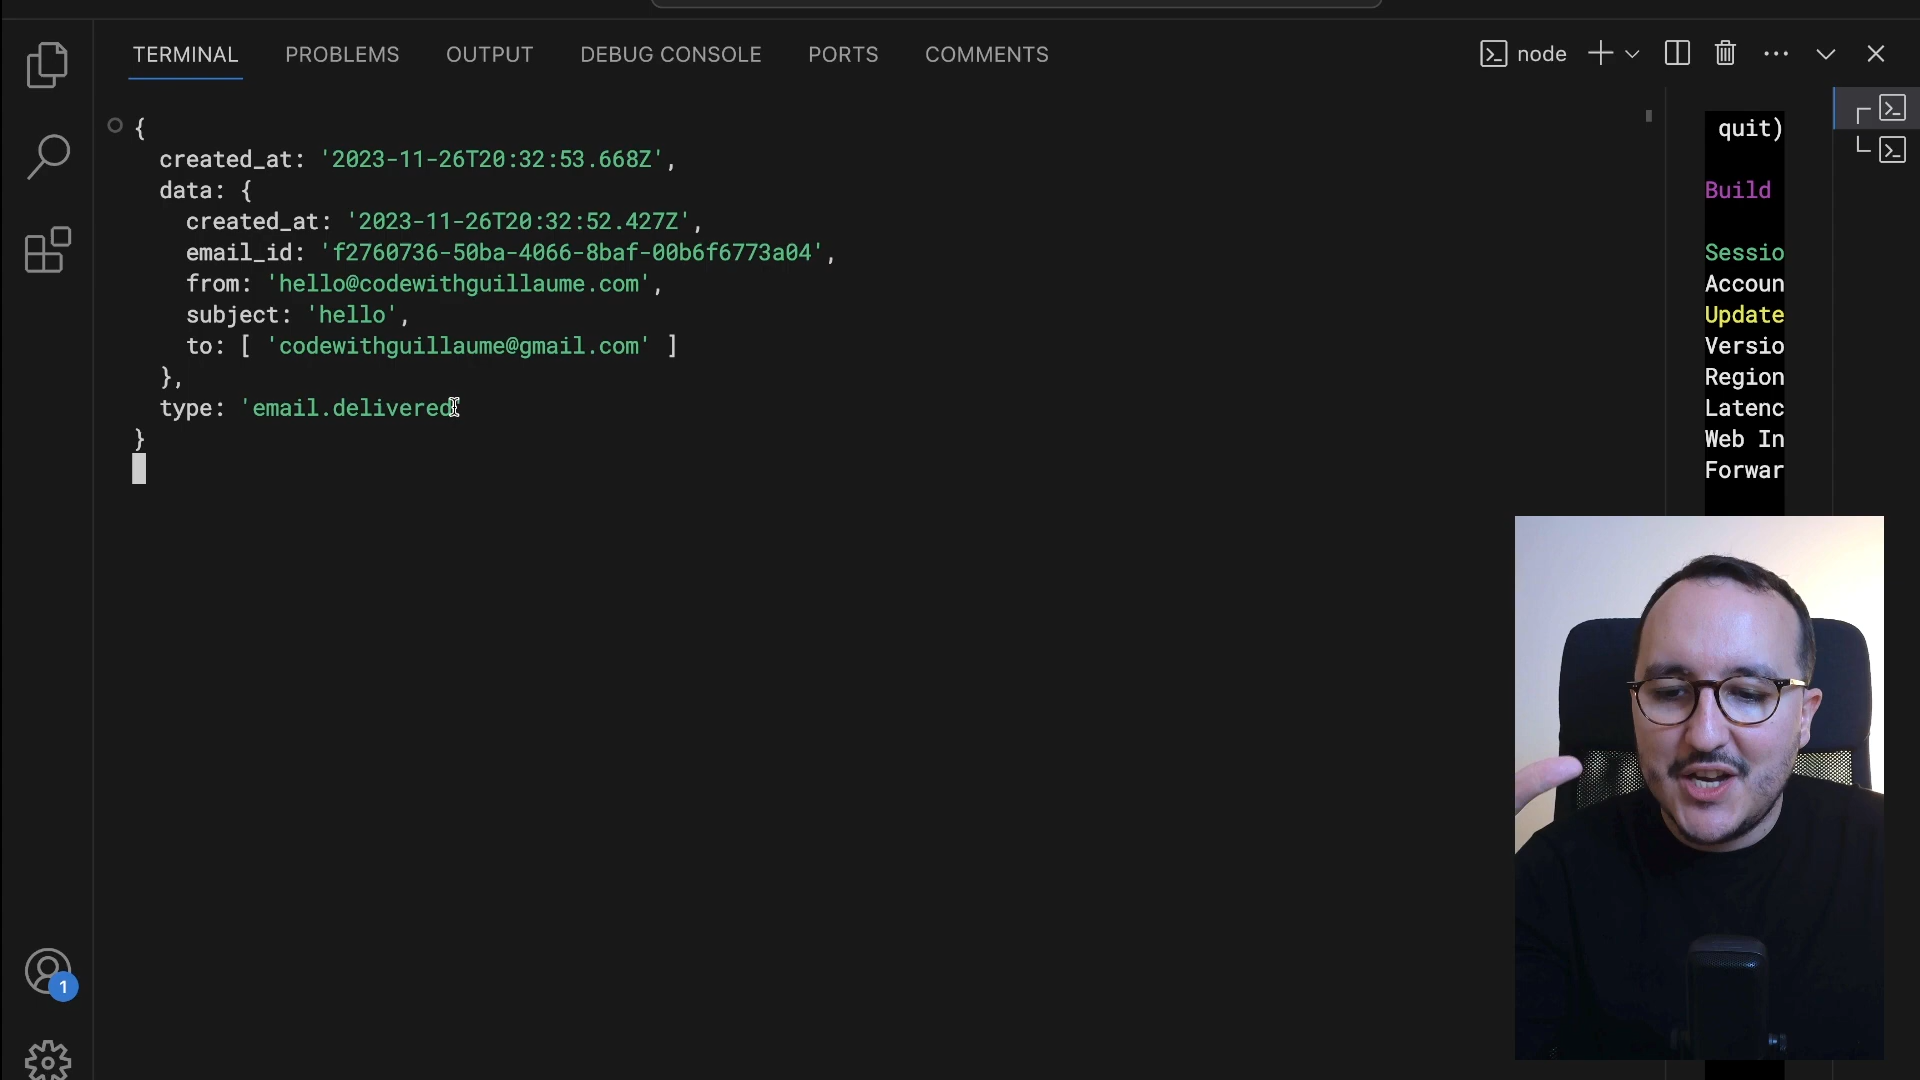 TERMINAL PROBLEMS OUTPUT DEBUG CONSOLE PORTS COMMENTS node
{
created_at: '2023-11-26T20:32:53.668Z',
data: {
created_at: '2023-11-26T20:32:52.427Z',
email_id: 'f2760736-50ba-4066-8baf-00b6f6773a04',
from: 'hello@codewithguillaume.com',
subject: 'hello',
to: [ 'codewithguillaume@gmail.com' ]
},
type: 'email.delivered
}
quit)
Build
Sessio
Accoun
Update
Versio
Region
Latenc
Web In
Forwar
1